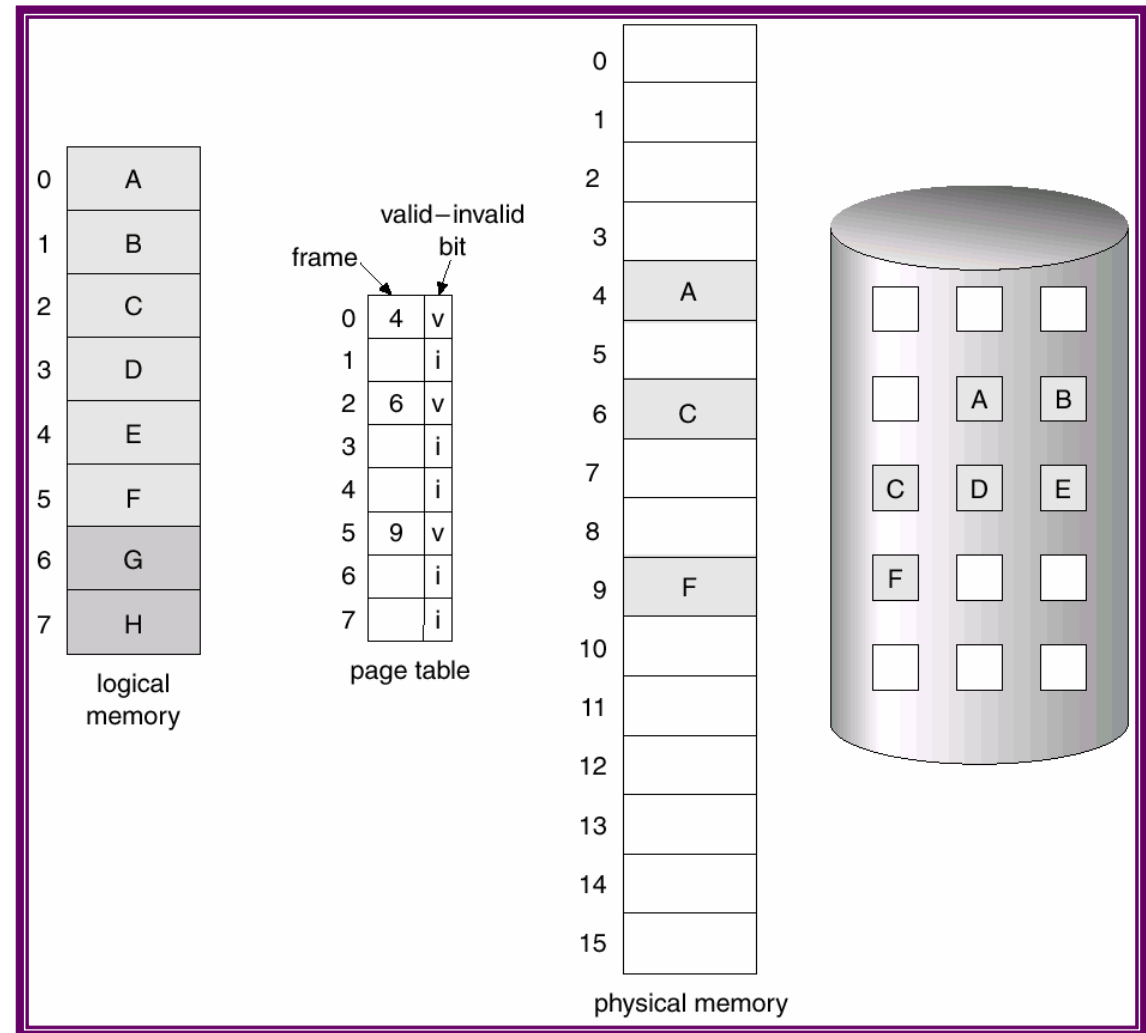 0 A
1 B
2 C
3 D
4 E
5 F
6 G
7 H
logical
memory
valid–invalid
bit
frame
0 4 v
1 i
2 6 v
3 i
4 i
5 9 v
6 i
7 i
page table
0
1
2
3
4 A
5
6 C
7
8
9 F
10
11
12
13
14
15
physical memory
A B
C D E
F